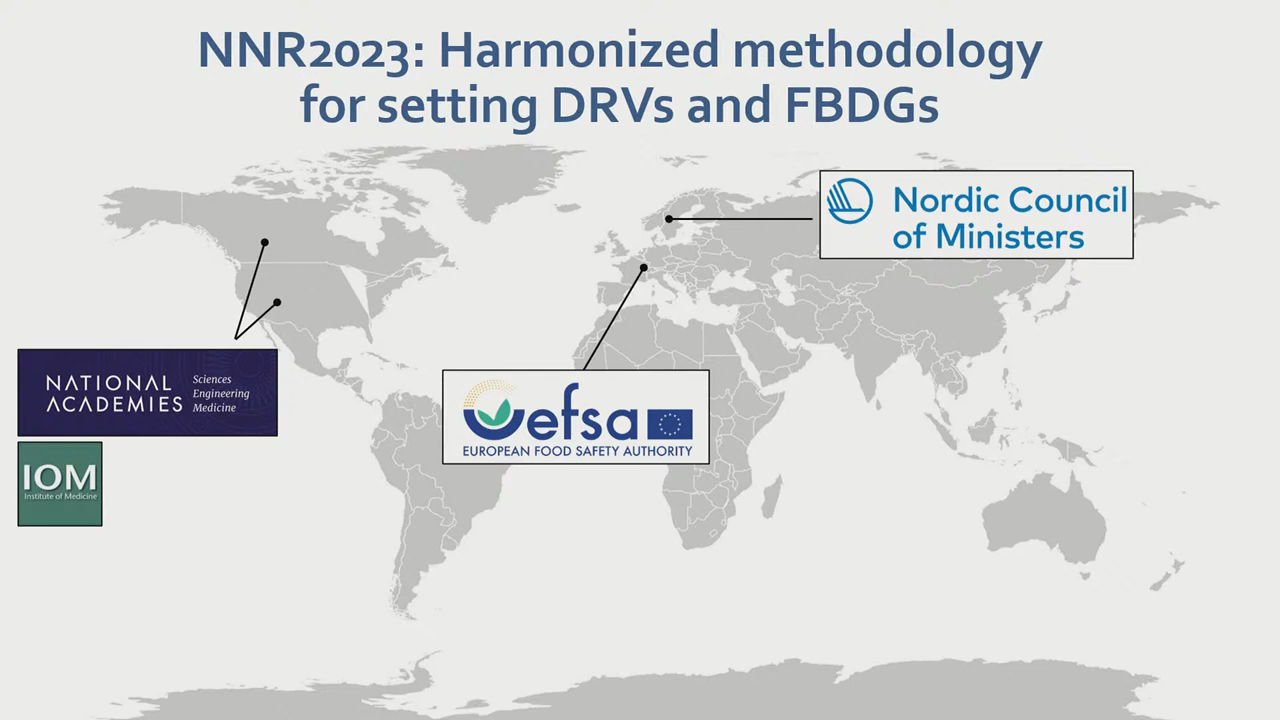 NNR2023: Harmonized methodology
for setting DRVs and FBDGs
Nordic Council
of Ministers
NATIONAL
ACADEMIES
Sciences
Engineering
Medicine
efsa
EUROPEAN FOOD SAFETY AUTHORITY
IOM
Institute of Medicine